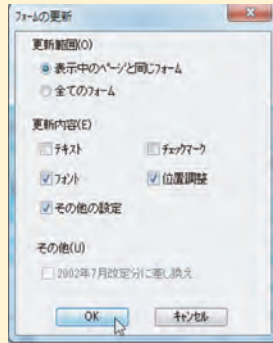 フォームの更新
更新範囲(O)
表示中のページと同じフォーム
全てのフォーム
更新内容(E)
テキスト
チェックマーク
フォント
位置調整
その他の設定
その他(U)
2002年7月改定分に差し換え
OK
キャンセル